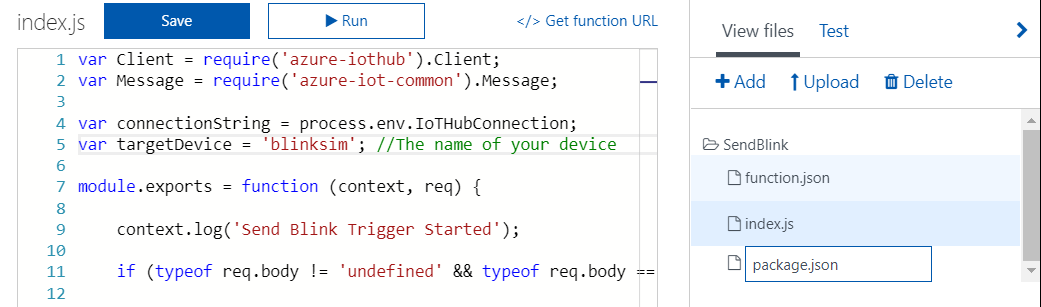 index.js Save Run </> Get function URL
1 var Client = require('azure-iothub').Client;
2 var Message = require('azure-iot-common').Message;
3
4 var connectionString = process.env.IoTHubConnection;
5 var targetDevice = 'blinksim'; //The name of your device
6
7 module.exports = function (context, req) {
8
9 context.log('Send Blink Trigger Started');
10
11 if (typeof req.body != 'undefined' && typeof req.body ==
12
View files Test
Add Upload Delete
SendBlink
function.json
index.js
package.json